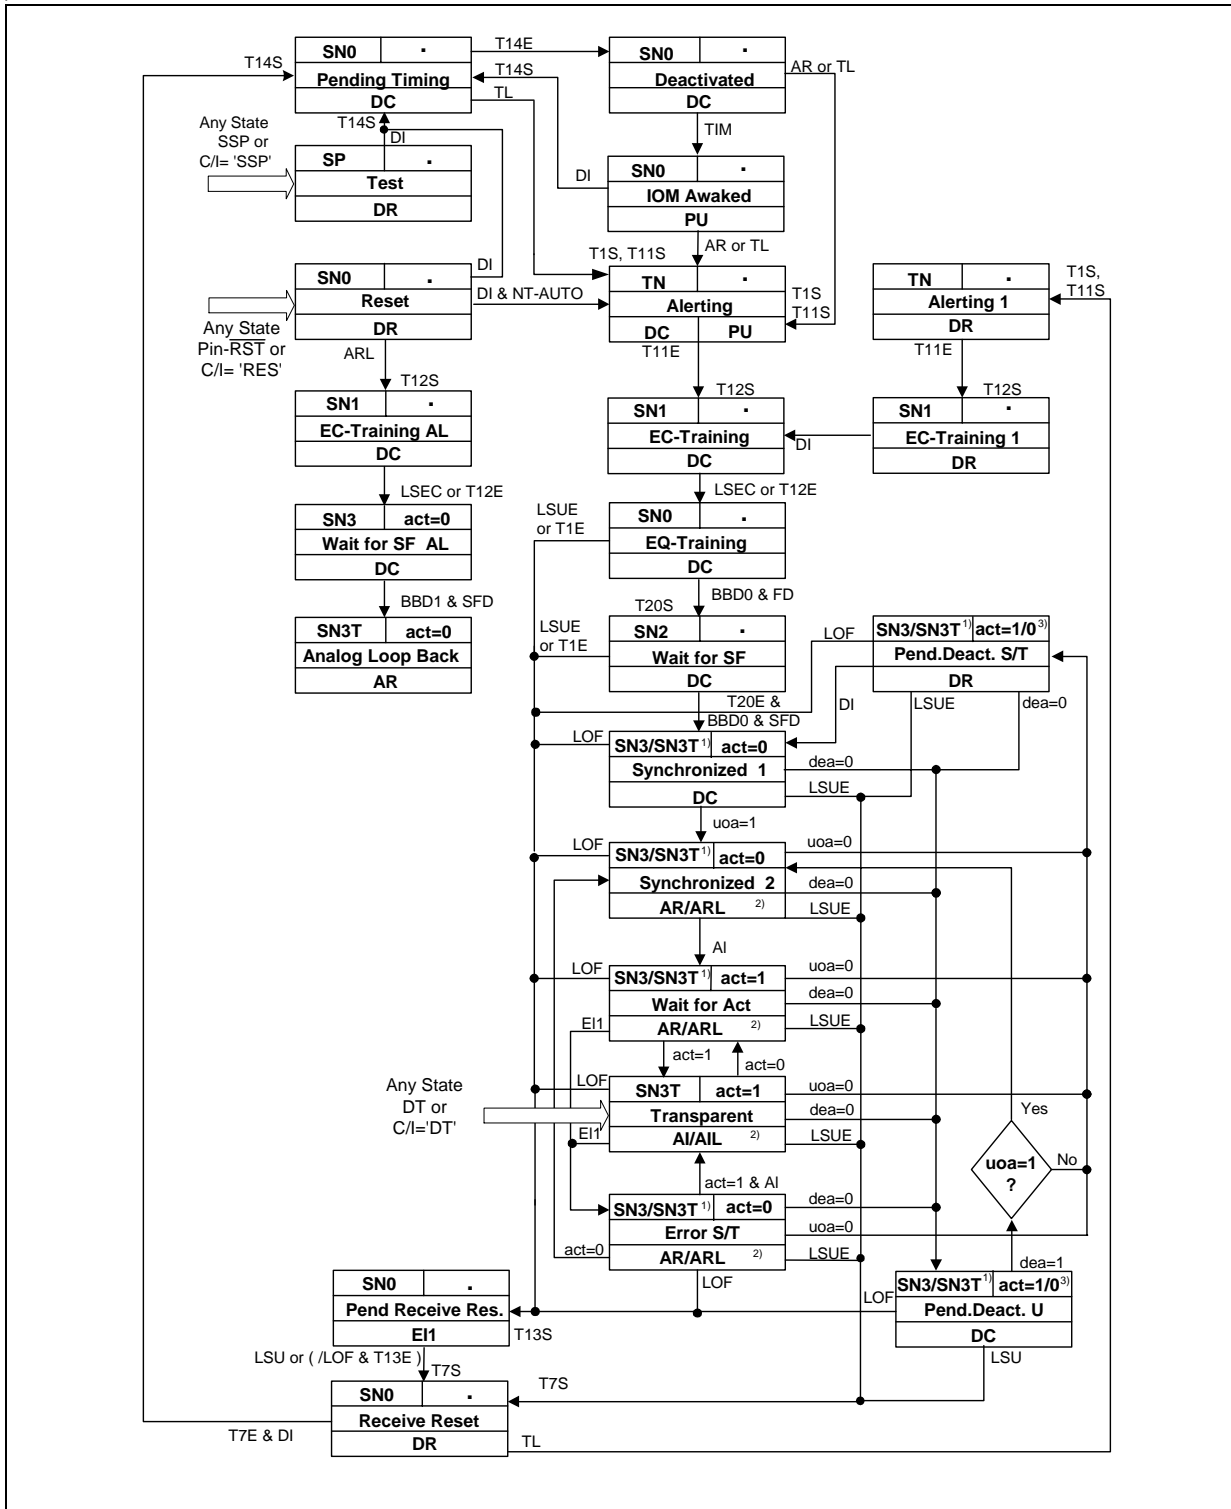 SN0 .
Pending Timing
DC
T14E
T14S
T14S
TL
SN0 .
Deactivated
DC
AR or TL
TIM
Any State
SSP or
C/I= 'SSP'
T14S
DI
SP .
Test
DR
DI
SN0 .
IOM Awaked
PU
T1S, T11S
AR or TL
Any State
Pin-RST or
C/I= 'RES'
SN0 .
Reset
DR
DI
DI & NT-AUTO
TN .
Alerting
DC PU
T1S
T11S
TN .
Alerting 1
DR
T1S,
T11S
ARL
T12S
T11E
T12S
T11E
T12S
SN1 .
EC-Training AL
DC
SN1 .
EC-Training
DC
DI
SN1 .
EC-Training 1
DR
LSEC or T12E
LSEC or T12E
SN3 act=0
Wait for SF AL
DC
LSUE
or T1E
SN0 .
EQ-Training
DC
BBD1 & SFD
BBD0 & FD
T20S
SN3T act=0
Analog Loop Back
AR
LSUE
or T1E
SN2 .
Wait for SF
DC
LOF
SN3/SN3T 1) act=1/0 3)
Pend.Deact. S/T
DR
T20E &
BBD0 & SFD
DI
LSUE
dea=0
LOF
SN3/SN3T 1) act=0
Synchronized 1
DC
dea=0
LSUE
uoa=1
LOF
SN3/SN3T 1) act=0
Synchronized 2
AR/ARL 2)
uoa=0
dea=0
LSUE
AI
LOF
SN3/SN3T 1) act=1
Wait for Act
AR/ARL 2)
uoa=0
dea=0
LSUE
EI1
act=1
act=0
Any State
DT or
C/I='DT'
LOF
SN3T act=1
Transparent
AI/AIL 2)
uoa=0
dea=0
LSUE
EI1
Yes
uoa=1
?
No
act=1 & AI
SN3/SN3T 1) act=0
Error S/T
AR/ARL 2)
dea=0
uoa=0
LSUE
act=0
LOF
dea=1
SN0 .
Pend Receive Res.
EI1
T13S
LOF
SN3/SN3T 1) act=1/0 3)
Pend.Deact. U
DC
LSU or ( /LOF & T13E )
T7S
T7S
LSU
SN0 .
Receive Reset
DR
T7E & DI
TL